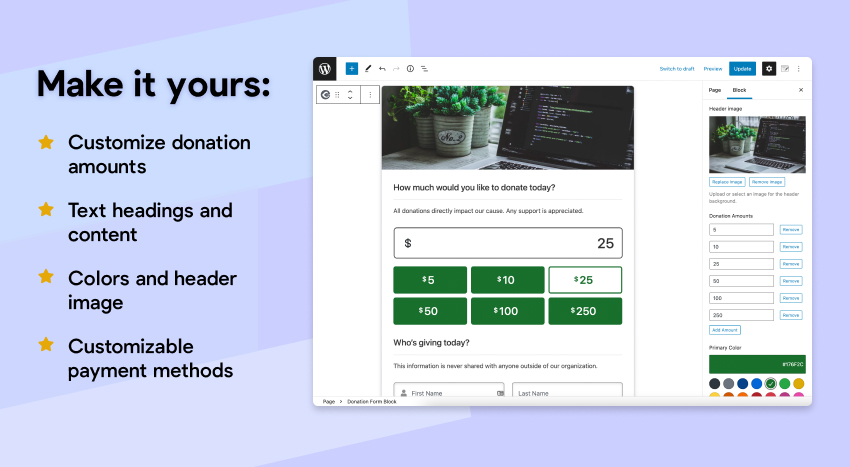 Make it yours:
Customize donation
amounts
Text headings and
content
Colors and header
image
Customizable
payment methods
Switch to draft
Preview
Update
Page
Block
Header Image
Replace Image
Remove Image
Upload or select an image for the header
background.
Donation Amounts
5 Remove
10 Remove
25 Remove
50 Remove
100 Remove
250 Remove
Add Amount
Primary Color
How much would you like to donate today?
All donations directly impact our cause. Any support is appreciated.
$ 25
$5 $10 $25
$50 $100 $250
Who's giving today?
This information is never shared with anyone outside of our organization.
First Name
Last Name
Page > Donation Form Block